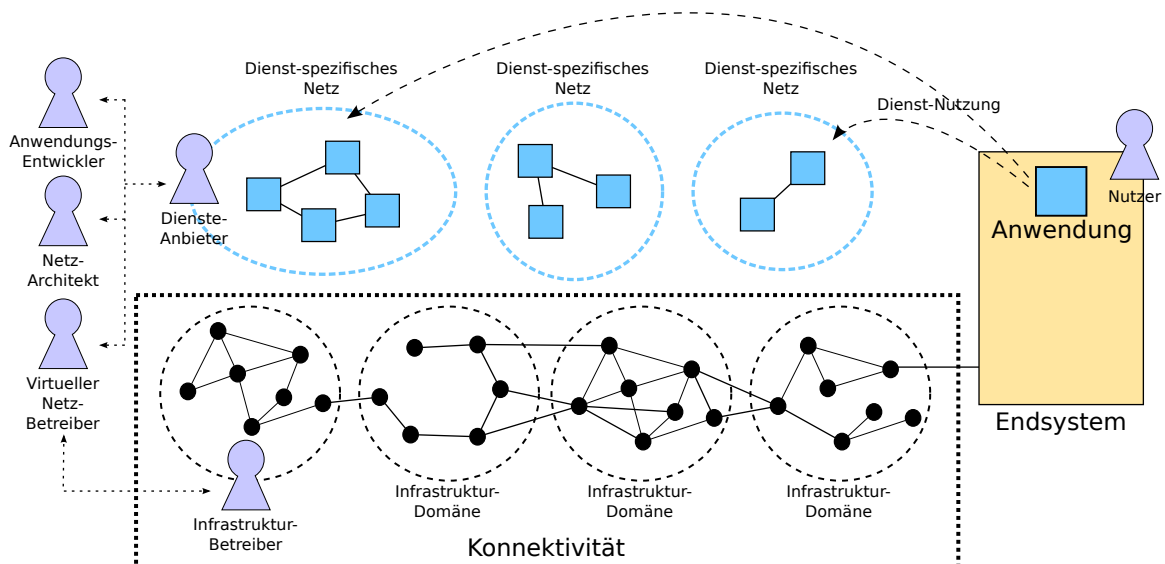 Dienst-spezifisches
Netz
Dienst-spezifisches
Netz
Dienst-spezifisches
Netz
Dienst-Nutzung
Anwendungs-
Entwickler
Dienste-
Anbieter
Nutzer
Anwendung
Netz-
Architekt
Virtueller
Netz-
Betreiber
Endsystem
Infrastruktur-
Domäne
Infrastruktur-
Domäne
Infrastruktur-
Domäne
Infrastruktur-
Betreiber
Konnektivität